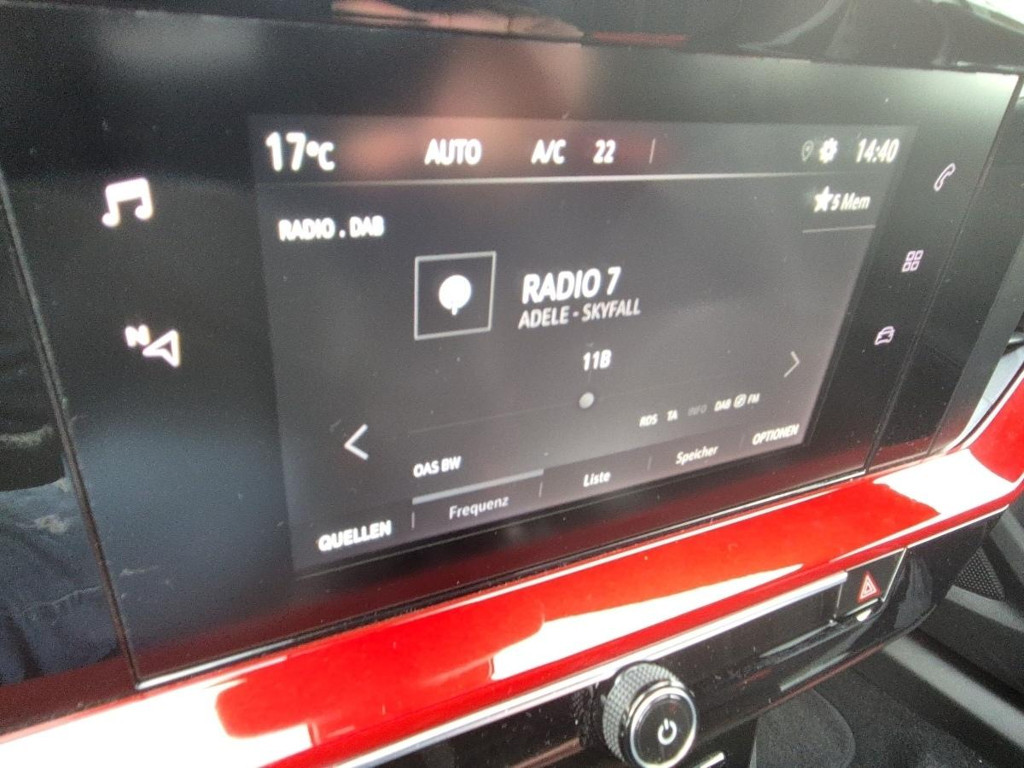 17°C AUTO A/C 22 14:40
5 Mem
RADIO . DAB
RADIO 7
ADELE - SKYFALL
11B
RDS TA INFO DAB FM
OAS BW
QUELLEN Frequenz Liste Speicher OPTIONEN
N